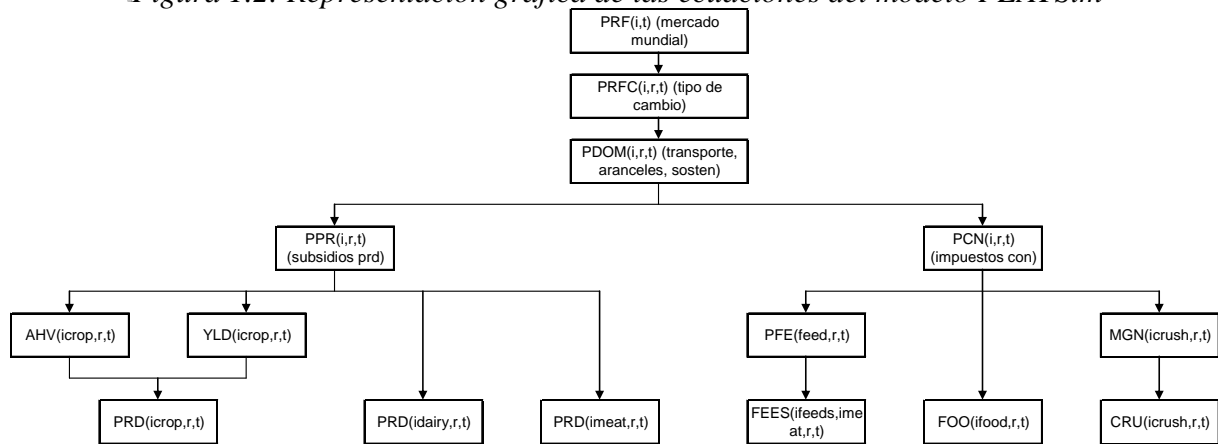 Figura 1.2. Representación gráfica de las ecuaciones del modelo PEATSim
PRF(i,t) (mercado
mundial)
PRFC(i,r,t) (tipo de
cambio)
PDOM(i,r,t) (transporte,
aranceles, sosten)
PPR(i,r,t)
(subsidios prd)
PCN(i,r,t)
(impuestos con)
AHV(icrop,r,t)
YLD(icrop,r,t)
PFE(feed,r,t)
MGN(icrush,r,t)
PRD(icrop,r,t)
PRD(idairy,r,t)
PRD(imeat,r,t)
FEES(ifeeds,ime
at,r,t)
FOO(ifood,r,t)
CRU(icrush,r,t)